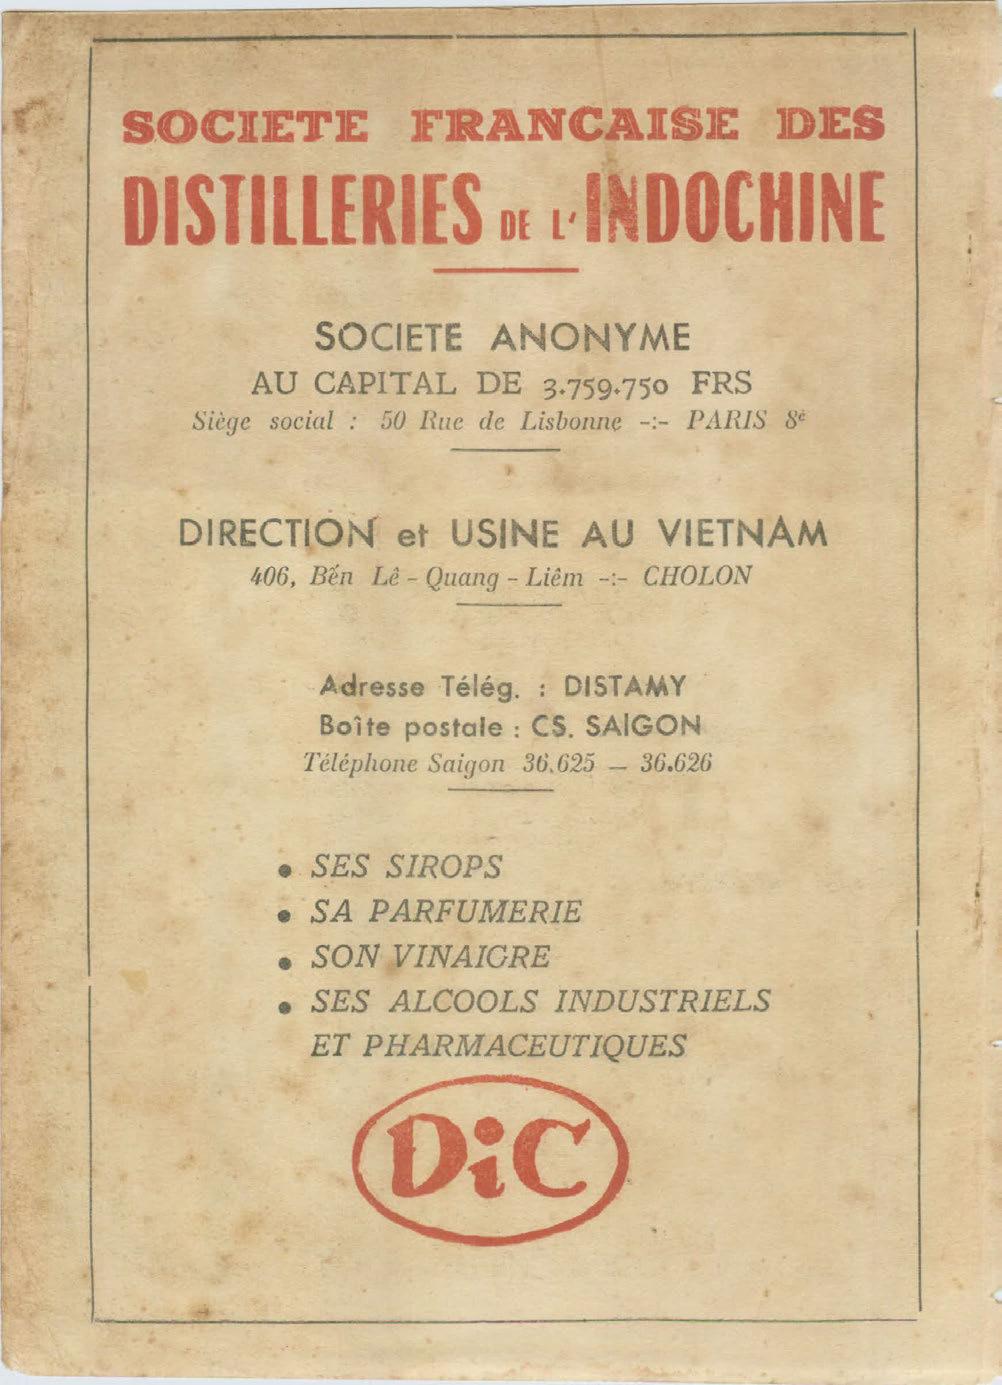 SOCIETE FRANCAISE DES
DISTILLERIES DE L'INDOCHINE
SOCIETE ANONYME
AU CAPITAL DE 3.759.750 FRS
Siège social : 50 Rue de Lisbonne -:- PARIS 8e
DIRECTION et USINE AU VIETNAM
406, Bến Lê - Quang - Liêm -:- CHOLON
Adresse Télég. : DISTAMY
Boîte postale : CS. SAIGON
Téléphone Saigon 36.625 — 36.626
• SES SIROPS
• SA PARFUMERIE
• SON VINAIGRE
• SES ALCOOLS INDUSTRIELS
ET PHARMACEUTIQUES
DiC